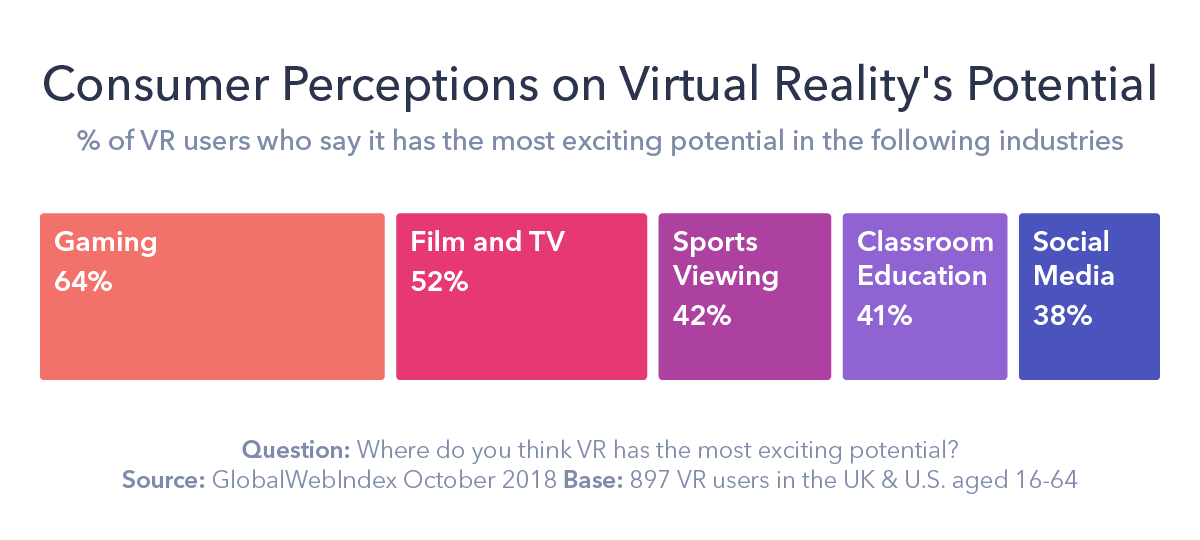 Consumer Perceptions on Virtual Reality's Potential
% of VR users who say it has the most exciting potential in the following industries
Gaming
64%
Film and TV
52%
Sports
Viewing
42%
Classroom
Education
41%
Social
Media
38%
Question: Where do you think VR has the most exciting potential?
Source: GlobalWebIndex October 2018 Base: 897 VR users in the UK & U.S. aged 16-64